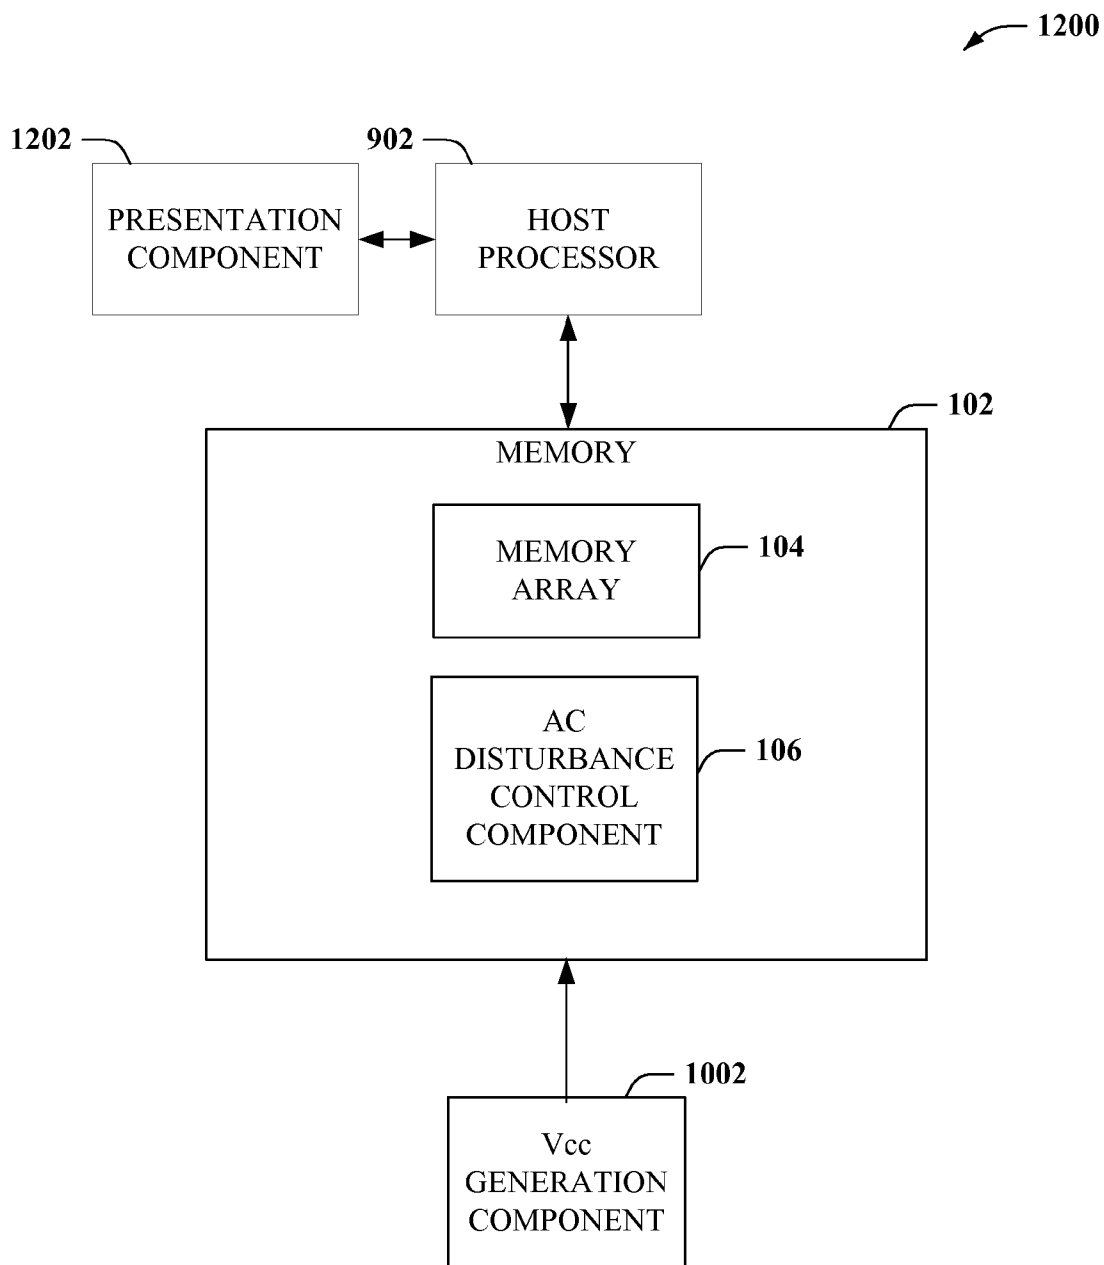 1200
1202
902
PRESENTATION
COMPONENT
HOST
PROCESSOR
102
MEMORY
MEMORY
ARRAY
104
AC
DISTURBANCE
CONTROL
COMPONENT
106
1002
Vcc
GENERATION
COMPONENT